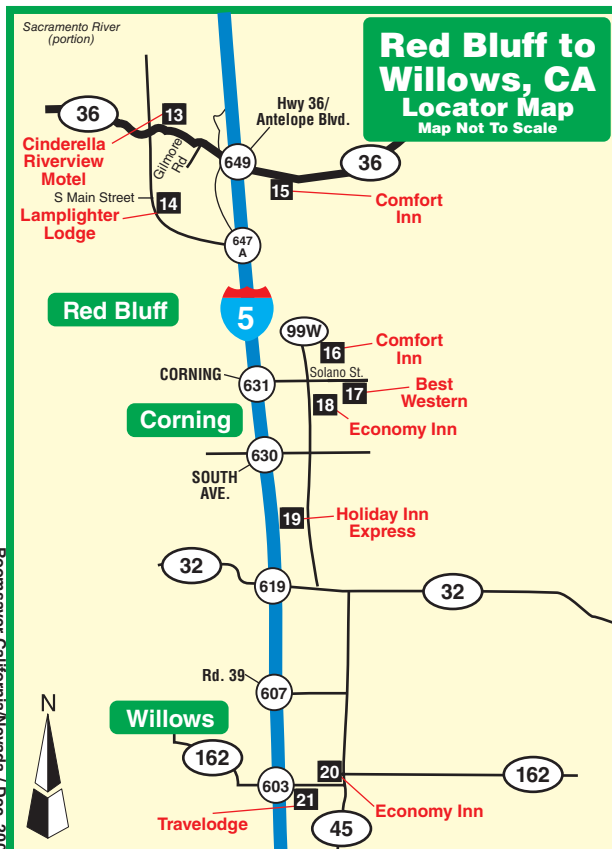 Sacramento River
(portion)
Red Bluff to
Willows, CA
Locator Map
Map Not To Scale
36
13
Hwy 36/
Antelope Blvd.
Cinderella
Riverview
Motel
Gilmore
Rd
649
36
15
Comfort
Inn
S Main Street
14
Lamplighter
Lodge
647
A
Red Bluff
5
99W
16
Comfort
Inn
CORNING
631
Solano St.
17
Best
Western
18
Economy Inn
Corning
630
SOUTH
AVE.
19
Holiday Inn
Express
32
619
32
Rd. 39
607
N
Willows
162
603
20
162
21
Economy Inn
Travelodge
45
Roomsaver California/Nevada / Dec.